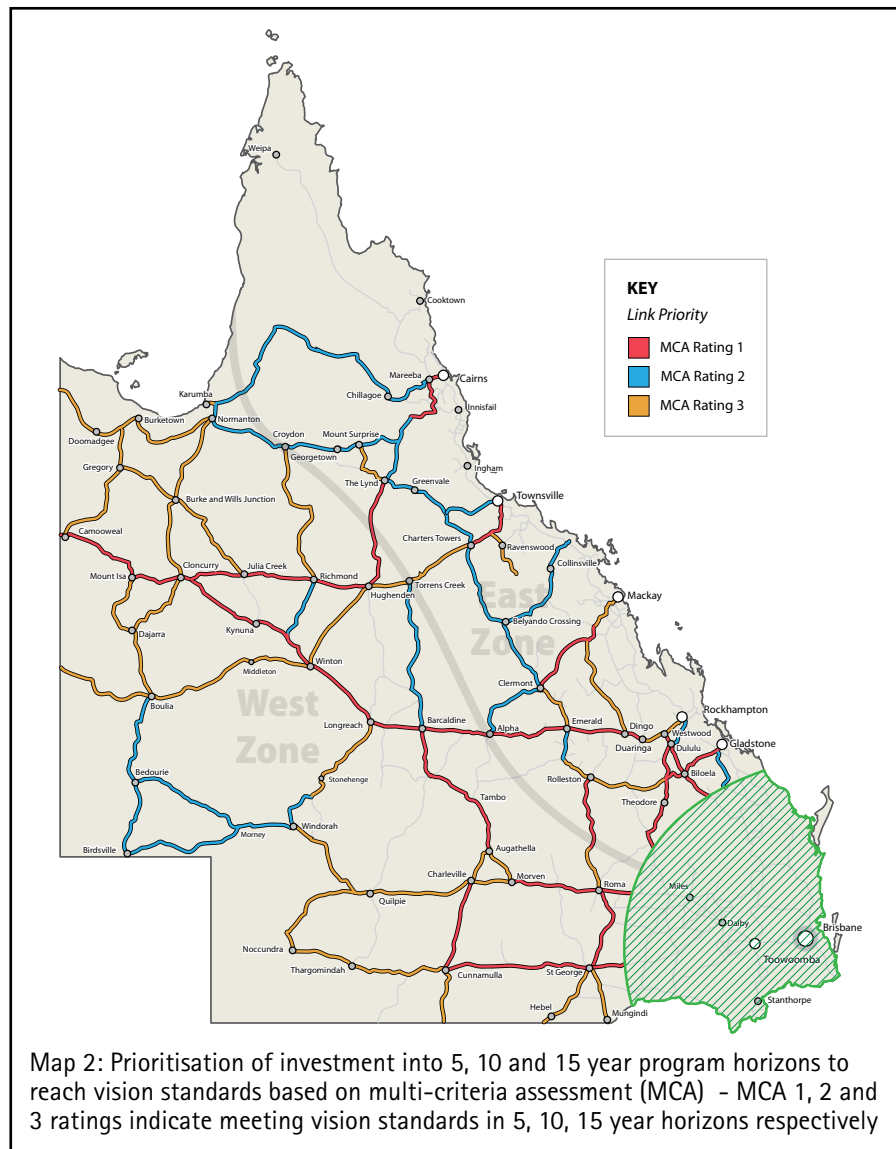 Weipa
Cooktown
KEY
Link Priority
MCA Rating 1
MCA Rating 2
MCA Rating 3
Mareeba
Cairns
Karumba
Chillagoe
Innisfail
Burketown
Normanton
Doomadgee
Croydon
Mount Surprise
Georgetown
Gregory
Ingham
The Lynd
Greenvale
Burke and Wills Junction
Townsville
Camooweal
Charters Towers
Ravenswood
Mount Isa
Cloncurry
Julia Creek
Richmond
Collinsville
Torrens Creek
Hughenden
East
Zone
Mackay
Belyando Crossing
Dajarra
Kynuna
Middleton
Winton
Clermont
Boulia
West
Zone
Rockhampton
Longreach
Barcaldine
Alpha
Emerald
Dingo
Westwood
Duaringa
Dululu
Gladstone
Bedourie
Stonehenge
Rolleston
Biloela
Tambo
Theodore
Windorah
Morney
Birdsville
Augathella
Charleville
Morven
Roma
Miles
Quilpie
Dalby
Brisbane
Noccundra
Toowoomba
Thargomindah
Cunnamulla
St George
Stanthorpe
Hebel
Mungindi
Map 2: Prioritisation of investment into 5, 10 and 15 year program horizons to
reach vision standards based on multi-criteria assessment (MCA) - MCA 1, 2 and
3 ratings indicate meeting vision standards in 5, 10, 15 year horizons respectively